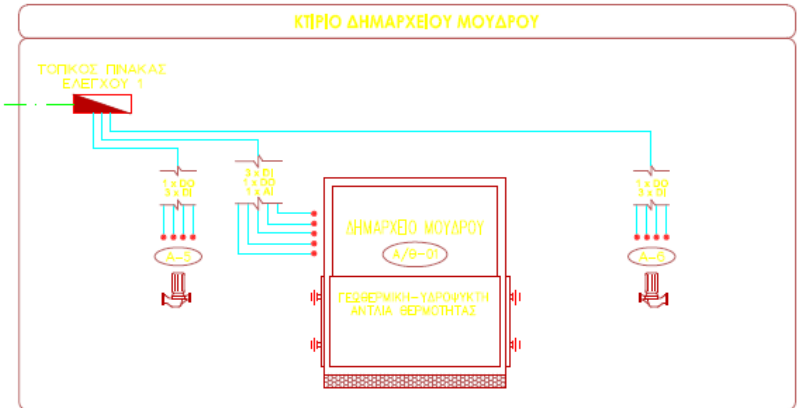 ΚΤΙΡΙΟ ΔΗΜΑΡΧΕΙΟΥ ΜΟΥΔΡΟΥ
ΤΟΠΙΚΟΣ ΠΙΝΑΚΑΣ
ΕΛΕΓΧΟΥ 1
1 x DO
3 x DI
3 x DI
1 x DO
1 x AI
1 x DO
3 x DI
ΔΗΜΑΡΧΕΙΟ ΜΟΥΔΡΟΥ
A/Θ-01
A-5
A-6
ΓΕΩΘΕΡΜΙΚΗ-ΥΔΡΟΨΥΚΤΗ
ΑΝΤΛΙΑ ΘΕΡΜΟΤΗΤΑΣ